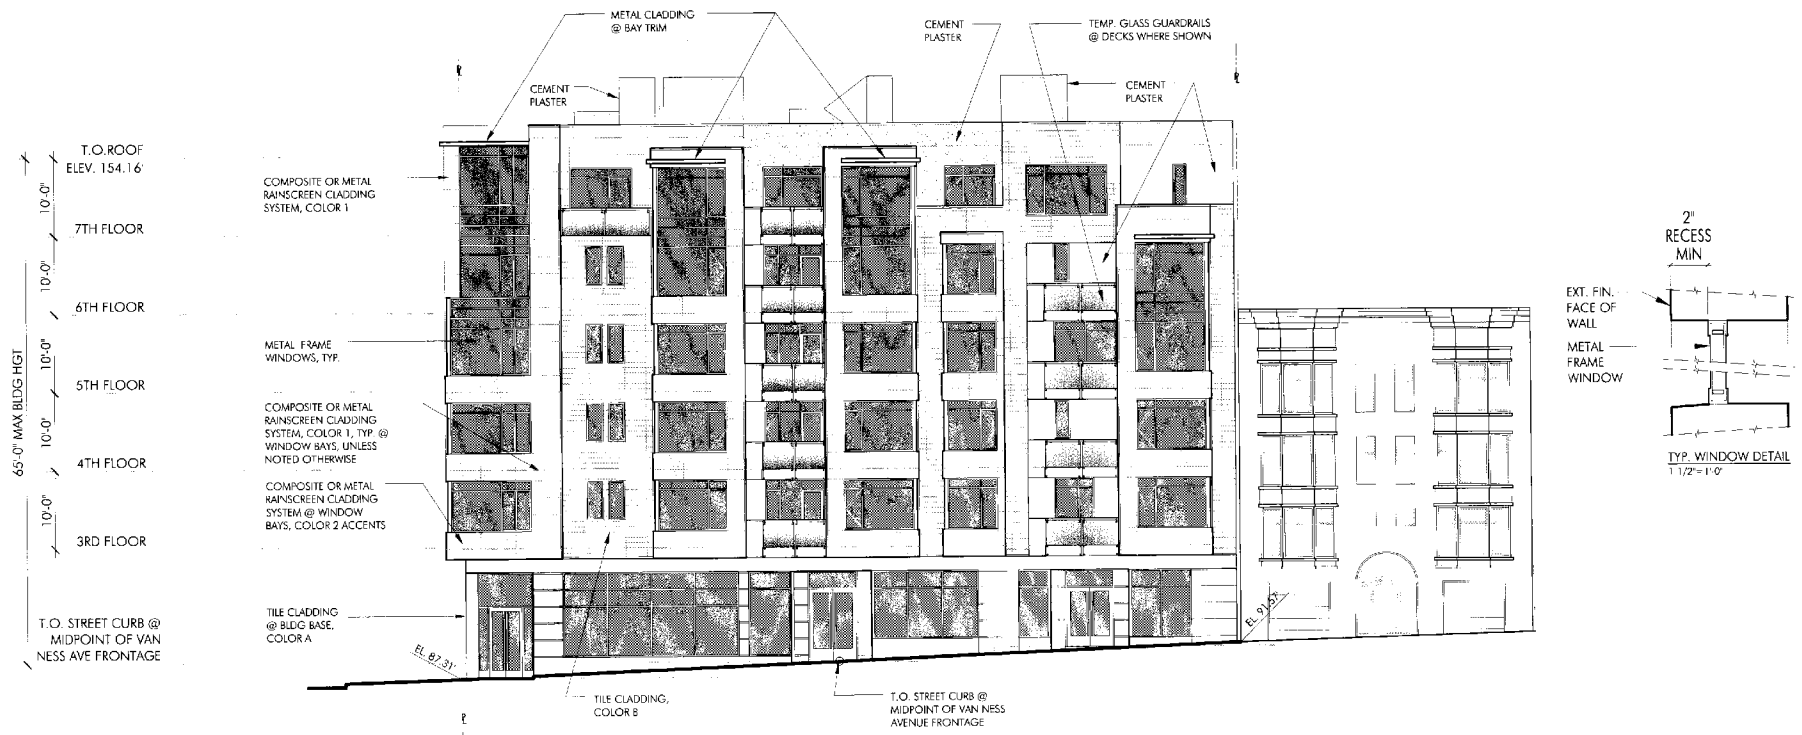 METAL CLADDING
@ BAY TRIM
CEMENT
PLASTER
TEMP. GLASS GUARDRAILS
@ DECKS WHERE SHOWN
CEMENT
PLASTER
CEMENT
PLASTER
T.O.ROOF
ELEV. 154.16'
COMPOSITE OR METAL
RAINSCREEN CLADDING
SYSTEM, COLOR 1
10'-0"
7TH FLOOR
10'-0"
6TH FLOOR
METAL FRAME
WINDOWS, TYP.
10'-0"
5TH FLOOR
65'-0" MAX BLDG HGT
COMPOSITE OR METAL
RAINSCREEN CLADDING
SYSTEM, COLOR 1, TYP. @
WINDOW BAYS, UNLESS
NOTED OTHERWISE
10'-0"
4TH FLOOR
COMPOSITE OR METAL
RAINSCREEN CLADDING
SYSTEM @ WINDOW
BAYS, COLOR 2 ACCENTS
10'-0"
3RD FLOOR
TILE CLADDING
@ BLDG BASE,
COLOR A
T.O. STREET CURB @
MIDPOINT OF VAN
NESS AVE FRONTAGE
EL. 87.31'
EL. 91.57'
TILE CLADDING,
COLOR B
T.O. STREET CURB @
MIDPOINT OF VAN NESS
AVENUE FRONTAGE
2"
RECESS
MIN
EXT. FIN.
FACE OF
WALL
METAL
FRAME
WINDOW
TYP. WINDOW DETAIL
1 1/2"= 1'-0"